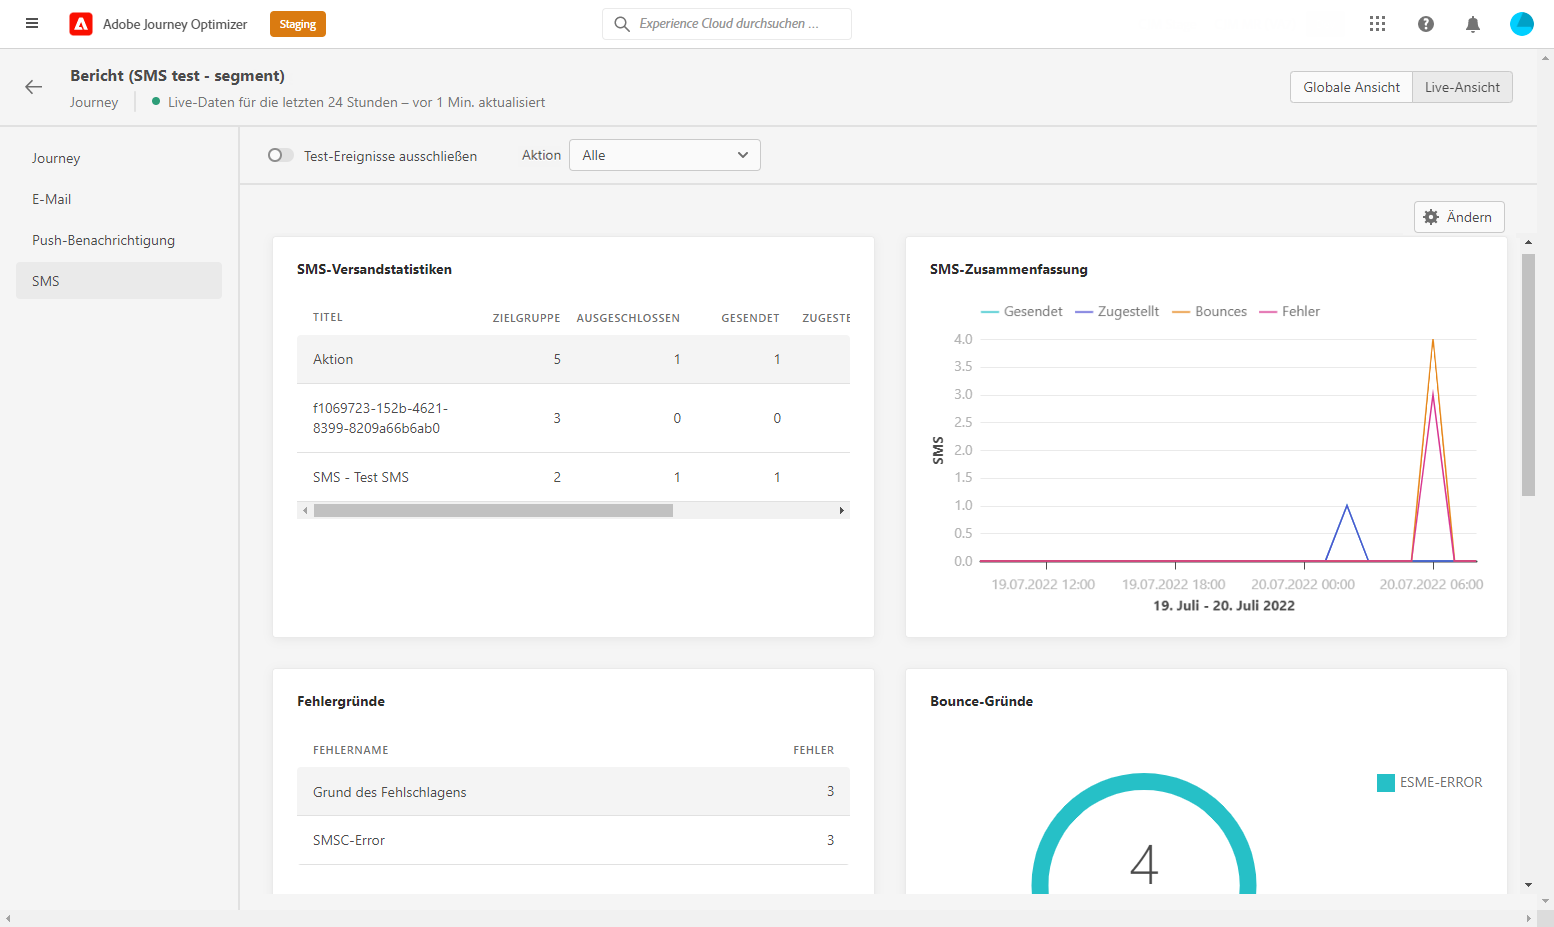 Adobe Journey Optimizer
Staging
Experience Cloud durchsuchen ...
Bericht (SMS test - segment)
Journey
Live-Daten für die letzten 24 Stunden – vor 1 Min. aktualisiert
Globale Ansicht
Live-Ansicht
Journey
E-Mail
Push-Benachrichtigung
SMS
Test-Ereignisse ausschließen
Aktion
Alle
Ändern
SMS-Versandstatistiken
TITEL ZIELGRUPPE AUSGESCHLOSSEN GESENDET ZUGESTE
Aktion 5 1 1
f1069723-152b-4621-
8399-8209a66b6ab0 3 0 0
SMS - Test SMS 2 1 1
SMS-Zusammenfassung
Gesendet Zugestellt Bounces Fehler
4.0
3.5
3.0
2.5
2.0
1.5
1.0
0.5
0.0
SMS
19.07.2022 12:00 19.07.2022 18:00 20.07.2022 00:00 20.07.2022 06:00
19. Juli - 20. Juli 2022
Fehlergründe
FEHLERNAME FEHLER
Grund des Fehlschlagens 3
SMSC-Error 3
Bounce-Gründe
ESME-ERROR
4